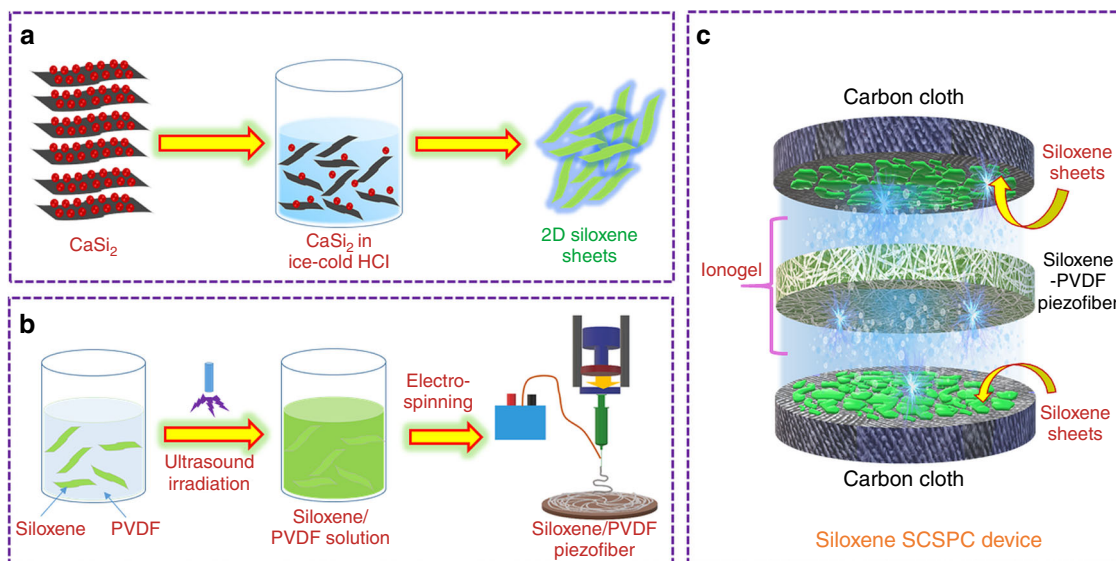 a
CaSi₂
CaSi₂ in
ice-cold HCl
2D siloxene
sheets
b
Ultrasound
irradiation
Siloxene
PVDF
Siloxene/
PVDF solution
Electro-
spinning
Siloxene/PVDF
piezofiber
c
Carbon cloth
Siloxene
sheets
Ionogel
Siloxene
-PVDF
piezofiber
Siloxene
sheets
Carbon cloth
Siloxene SCSPC device